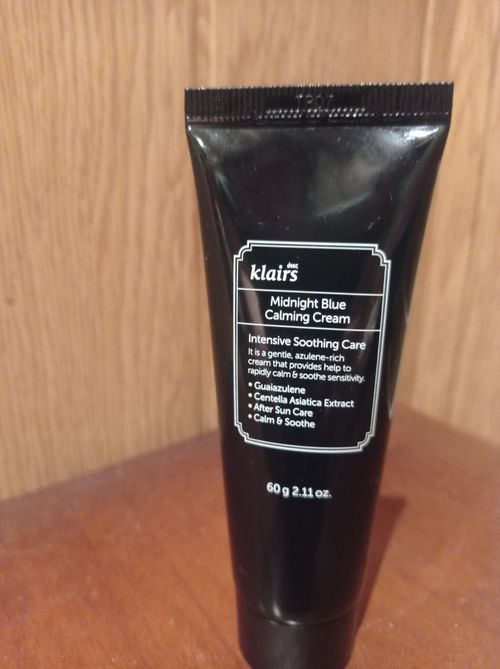 dear,
klairs
Midnight Blue
Calming Cream
Intensive Soothing Care
It is a gentle, azulene-rich
cream that provides help to
rapidly calm & soothe sensitivity.
• Guaiazulene
• Centella Asiatica Extract
• After Sun Care
• Calm & Soothe
60 g 2.11 oz.